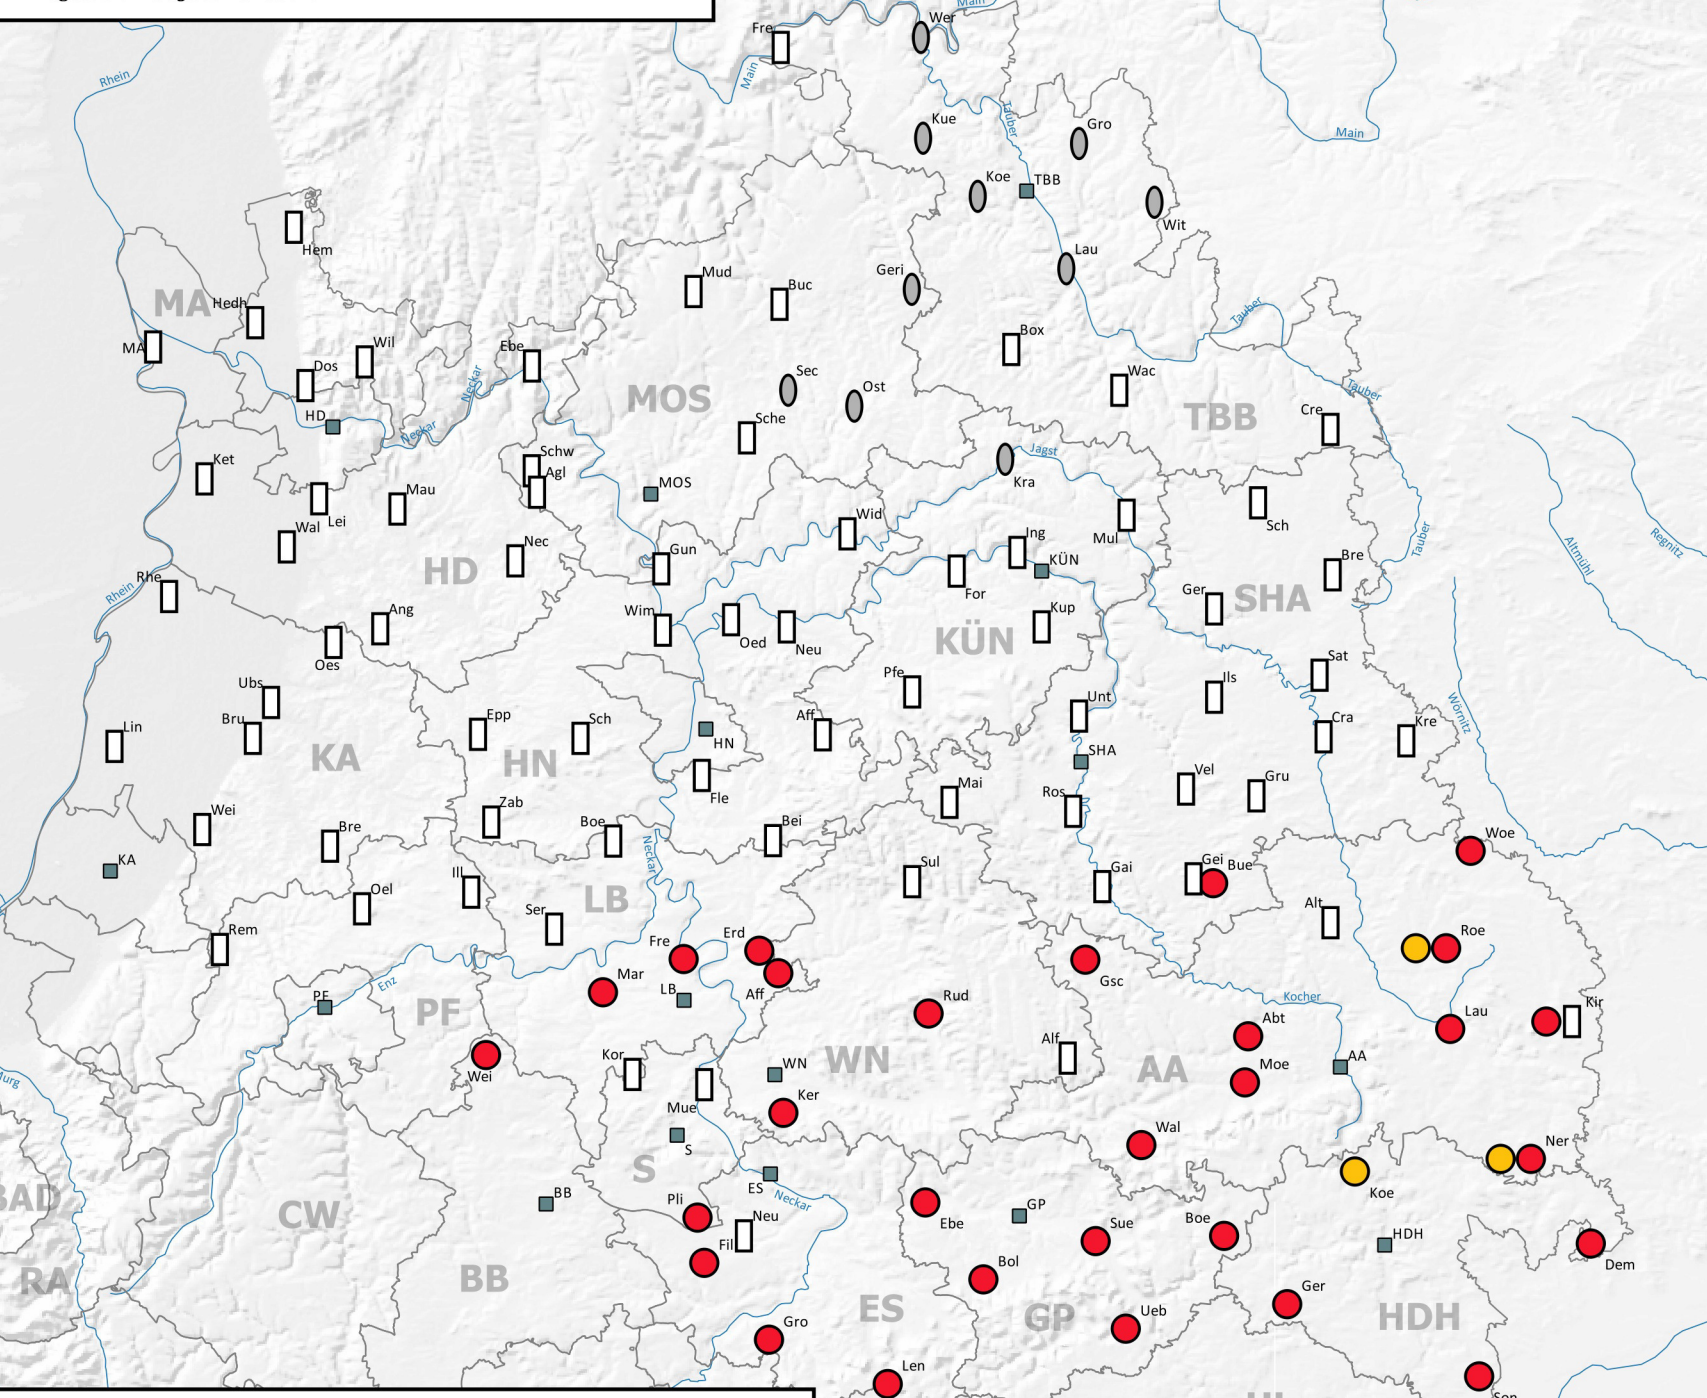 Main
Wer
Fre
Rhein
Main
Tauber
Kue
Gro
Main
Koe
TBB
Wit
Hem
Lau
Geri
Mud
Buc
MA
Hedh
Tauber
Box
MA
Ebe
Wil
Dos
Neckar
Sec
Ost
Wac
MOS
Tauber
TBB
Cre
HD
Neckar
Sche
Jagst
Kra
Schw
Agl
Ket
MOS
Mau
Lei
Wal
Wid
Mul
Sch
Tauber
Altmühl
Regnitz
Nec
Gun
Ing
KÜN
Bre
HD
Rhe
Rhein
For
Ger
SHA
Ang
Wim
Oed
Neu
Kup
KÜN
Oes
Sat
Pfe
Ils
Ubs
Unt
Wörnitz
Lin
Bru
Epp
Sch
Aff
Cra
Kre
HN
SHA
KA
HN
Vel
Gru
Fle
Mai
Ros
Zab
Wei
Bre
Boe
Bei
Woe
Neckar
KA
Sul
Gai
Gei
Bue
Ill
Oel
LB
Alt
Ser
Rem
Fre
Erd
Roe
Mar
Aff
Gsc
Enz
LB
PF
Rud
Kocher
Kir
PF
Abt
Lau
Alf
Kor
WN
WN
AA
Moe
AA
Wei
Murg
Ker
Mue
S
Wal
Ner
S
ES
Koe
BAD
BB
Pli
Neckar
CW
Neu
Ebe
GP
Sue
Boe
HDH
Fil
Dem
RA
BB
Bol
Ger
ES
GP
Ueb
HDH
Gro
Len